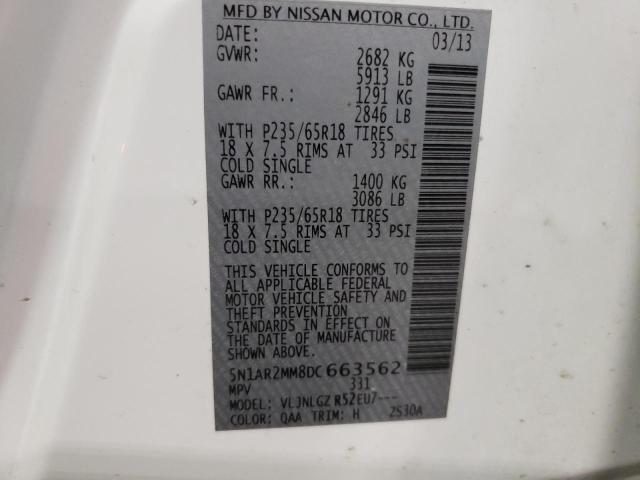 MFD BY NISSAN MOTOR CO., LTD.
DATE: 03/13
GVWR: 2682 KG
5913 LB
GAWR FR.: 1291 KG
2846 LB
WITH P235/65R18 TIRES
18 X 7.5 RIMS AT 33 PSI
COLD SINGLE
GAWR RR.: 1400 KG
3086 LB
WITH P235/65R18 TIRES
18 X 7.5 RIMS AT 33 PSI
COLD SINGLE
THIS VEHICLE CONFORMS TO
ALL APPLICABLE FEDERAL
MOTOR VEHICLE SAFETY AND
THEFT PREVENTION
STANDARDS IN EFFECT ON
THE DATE OF MANUFACTURE
SHOWN ABOVE.
5N1AR2MM8DC 663562
MPV 331
MODEL: VLJNLGZ R52EU7---
COLOR: QAA TRIM: H 2S30A